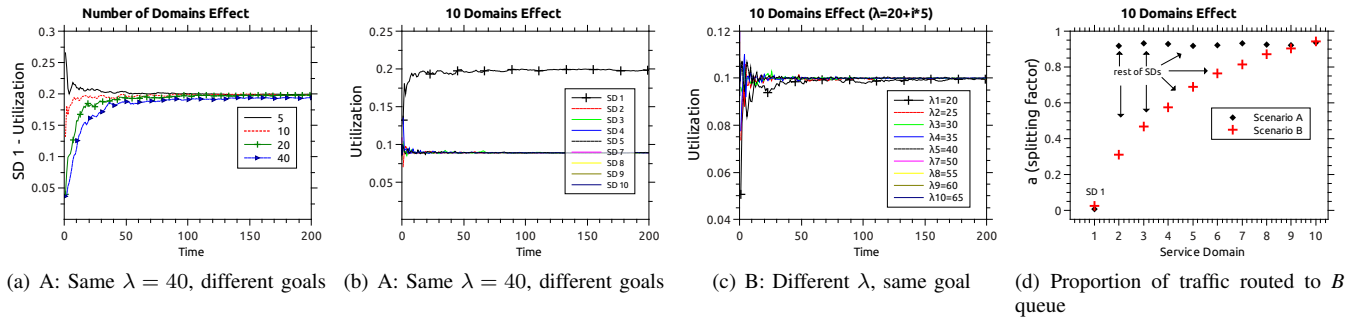 Number of Domains Effect
SD 1 - Utilization
0.3
0.25
0.2
0.15
0.1
0.05
5
10
20
40
0
50
100
150
200
Time
10 Domains Effect
Utilization
0.25
0.2
0.15
0.1
0.05
SD 1
SD 2
SD 3
SD 4
SD 5
SD 7
SD 8
SD 9
SD 10
0
50
100
150
200
Time
10 Domains Effect (λ=20+i*5)
Utilization
0.12
0.1
0.08
0.06
0.04
λ1=20
λ2=25
λ3=30
λ4=35
λ5=40
λ7=50
λ8=55
λ9=60
λ10=65
0
50
100
150
200
Time
10 Domains Effect
a (splitting factor)
1
0.8
0.6
0.4
0.2
0
rest of SDs
Scenario A
Scenario B
SD 1
1 2 3 4 5 6 7 8 9 10
Service Domain
(a) A: Same λ = 40, different goals
(b) A: Same λ = 40, different goals
(c) B: Different λ, same goal
(d) Proportion of traffic routed to B
queue